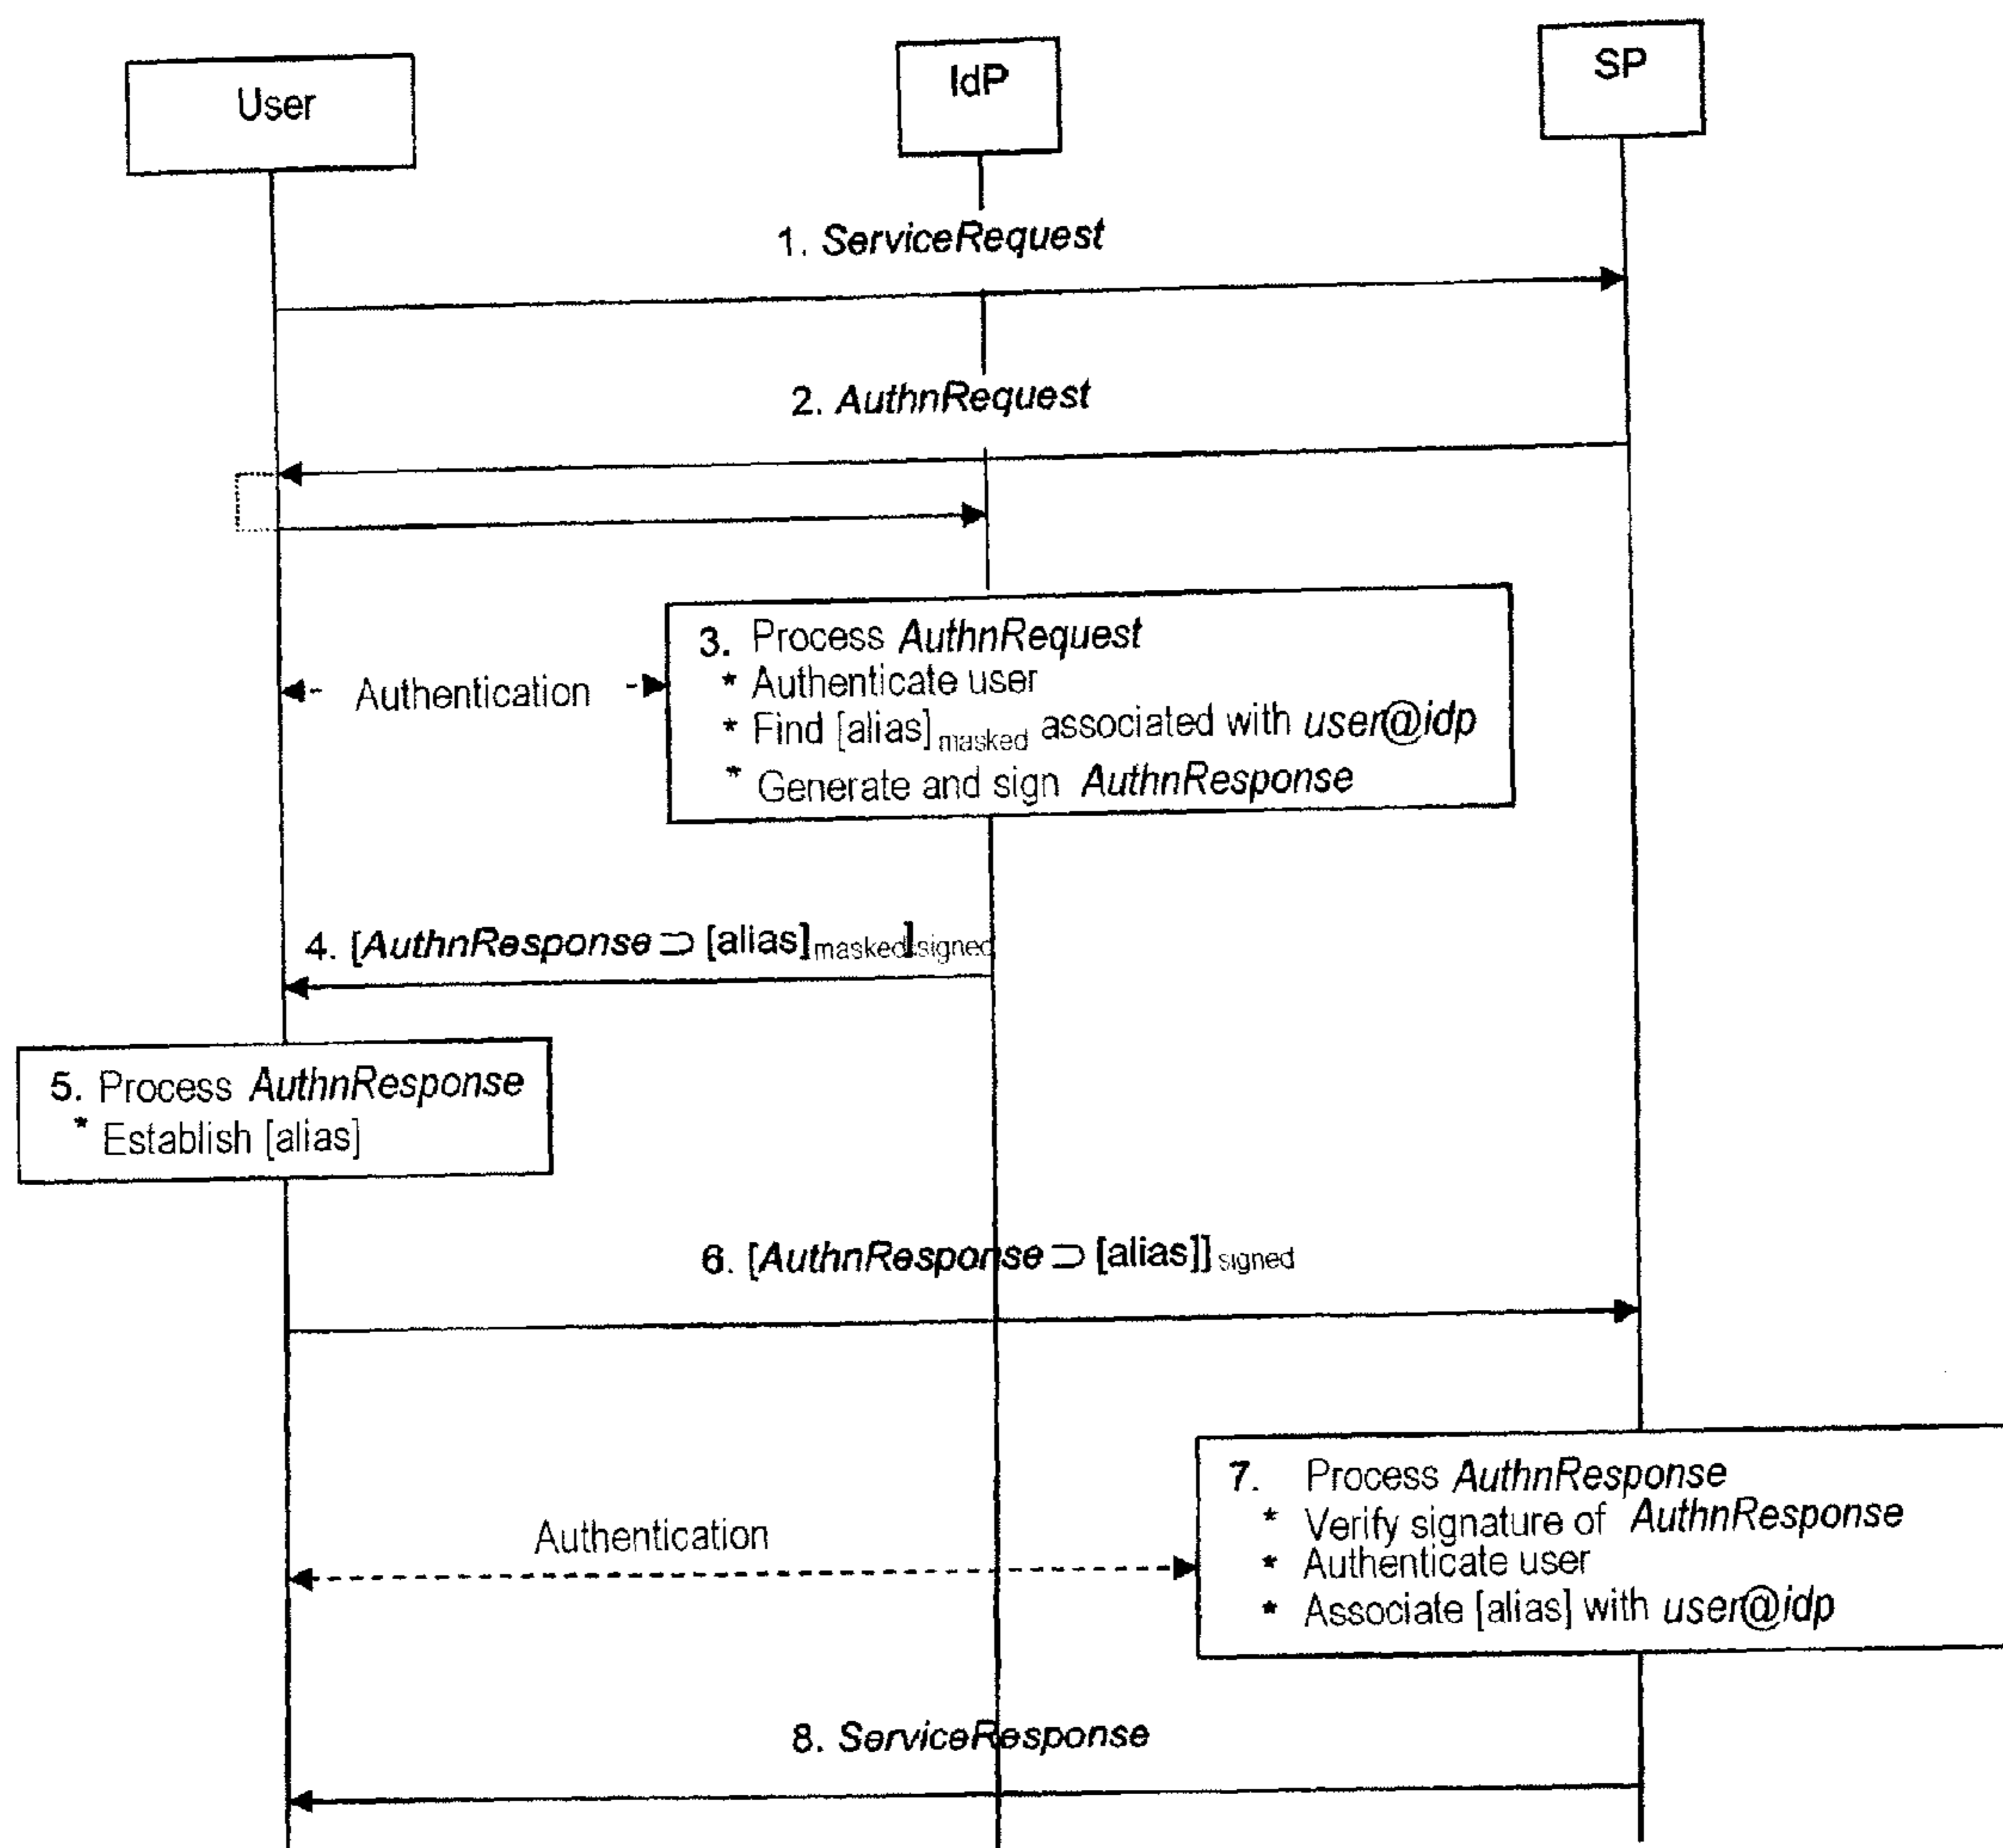 User
IdP
SP
1. ServiceRequest
2. AuthnRequest
3. Process AuthnRequest
* Authenticate user
* Find [alias] masked associated with user@idp
* Generate and sign AuthnResponse
Authentication
4. [AuthnResponse ⊃ [alias]masked]signed
5. Process AuthnResponse
* Establish [alias]
6. [AuthnResponse ⊃ [alias]] signed
7. Process AuthnResponse
* Verify signature of AuthnResponse
* Authenticate user
* Associate [alias] with user@idp
Authentication
8. ServiceResponse